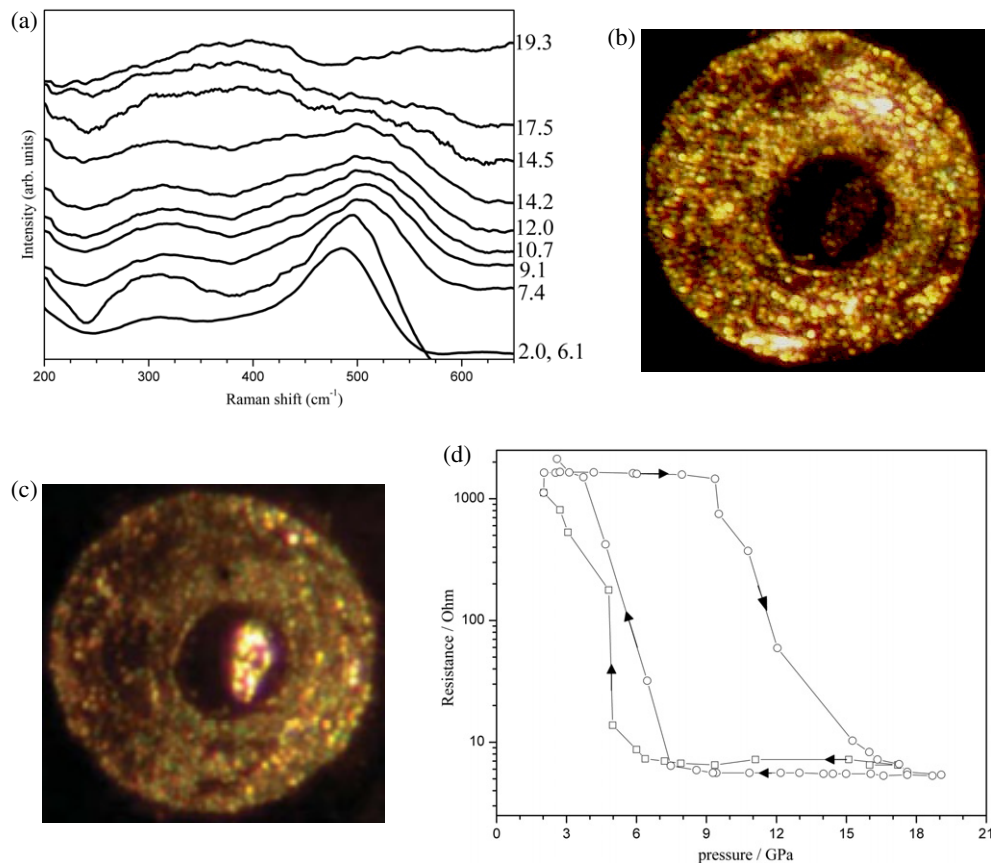 (a)
19.3
17.5
14.5
14.2
12.0
10.7
9.1
7.4
2.0, 6.1
Intensity (arb. units)
200 300 400 500 600
Raman shift (cm⁻¹)
(b)
(c)
(d)
1000
100
10
Resistance / Ohm
0 3 6 9 12 15 18 21
pressure / GPa